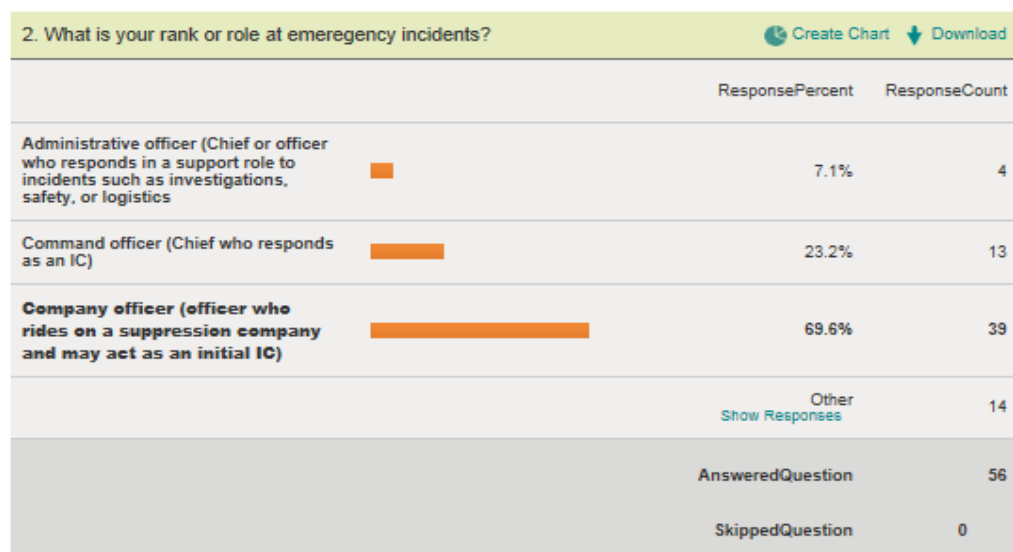 2. What is your rank or role at emeregency incidents? Create Chart Download
ResponsePercent ResponseCount
Administrative officer (Chief or officer
who responds in a support role to
incidents such as investigations,
safety, or logistics
7.1% 4
Command officer (Chief who responds
as an IC)
23.2% 13
Company officer (officer who
rides on a suppression company
and may act as an initial IC)
69.6% 39
Other 14
Show Responses
AnsweredQuestion 56
SkippedQuestion 0